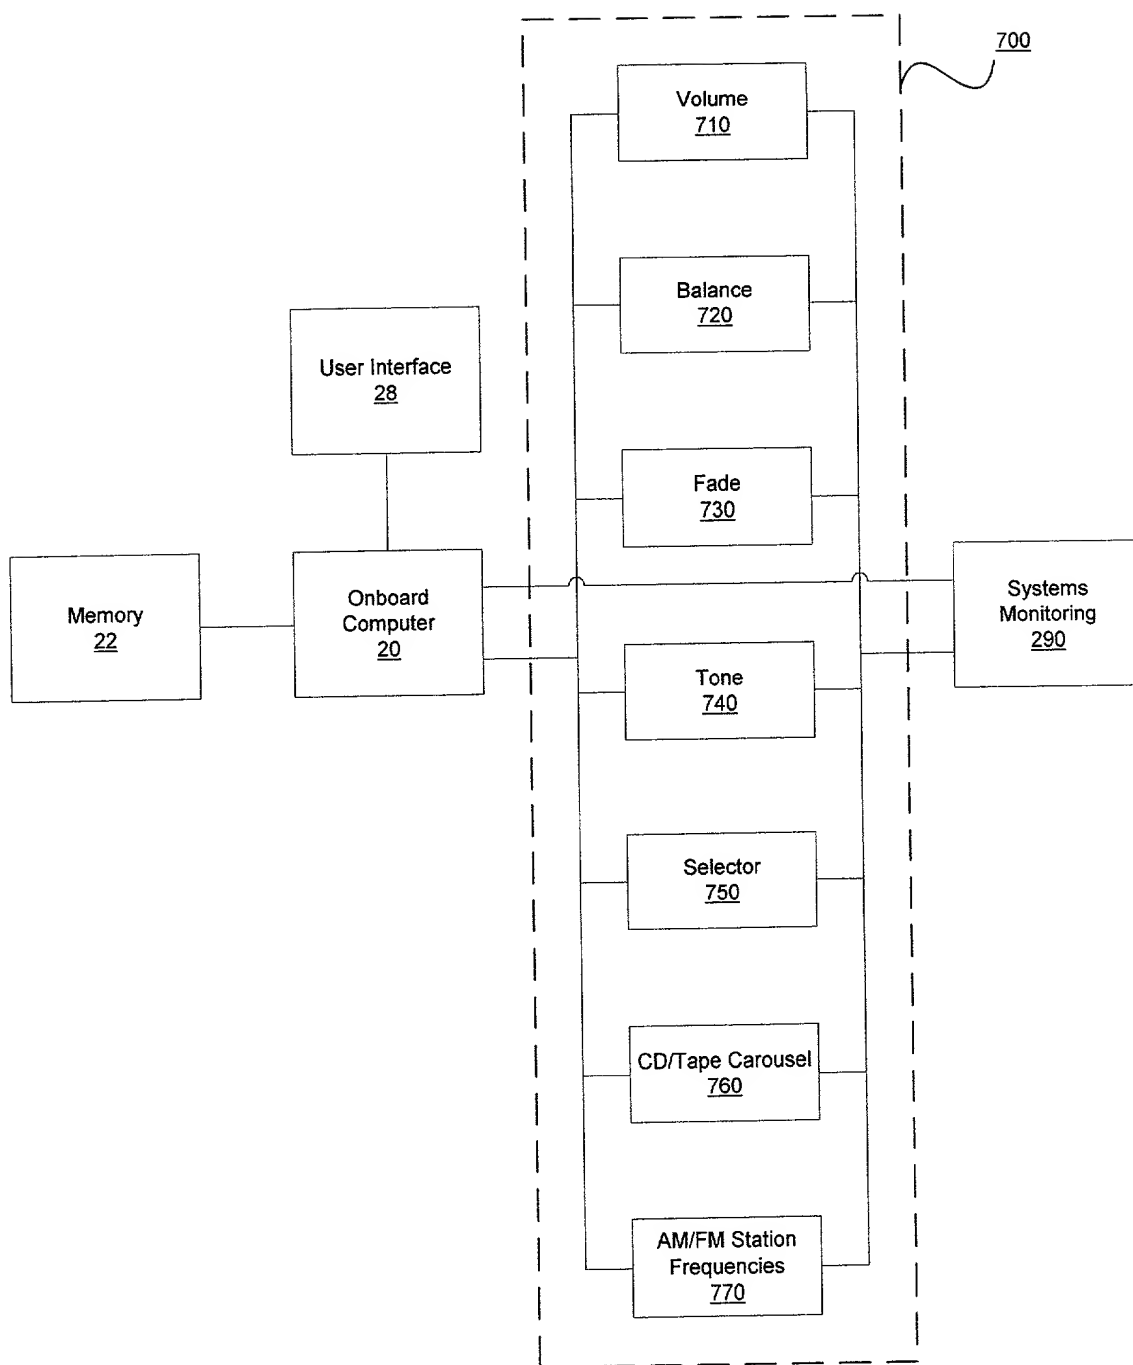 700
Volume
710
Balance
720
User Interface
28
Fade
730
Memory
22
Onboard
Computer
20
Systems
Monitoring
290
Tone
740
Selector
750
CD/Tape Carousel
760
AM/FM Station
Frequencies
770